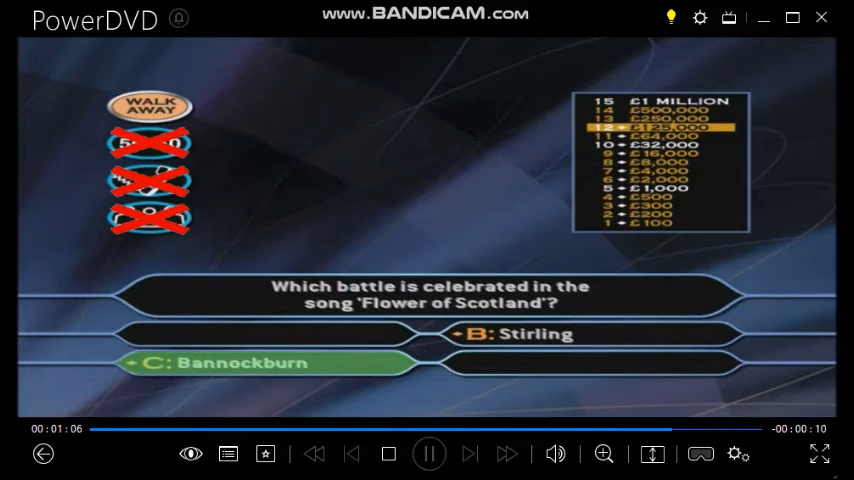 PowerDVD
www.BANDICAM.com
WALK AWAY
15 £1 MILLION
14 £500,000
13 £250,000
12 £125,000
11 £64,000
10 £32,000
9 £16,000
8 £8,000
7 £4,000
6 £2,000
5 £1,000
4 £500
3 £300
2 £200
1 £100
Which battle is celebrated in the
song 'Flower of Scotland'?
B: Stirling
C: Bannockburn
00:01:06
-00:00:10